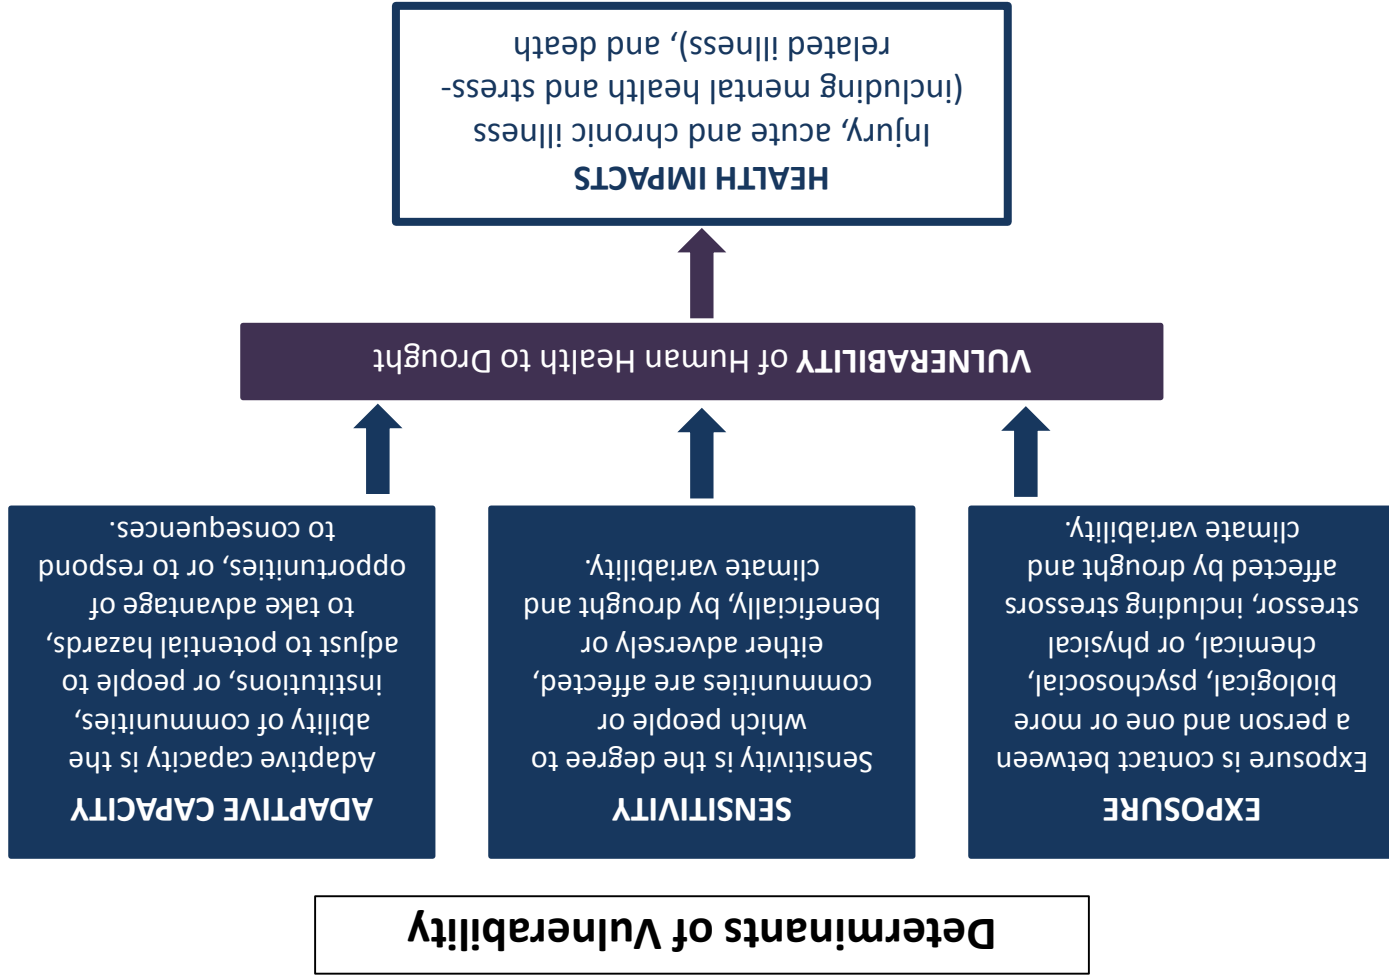 Determinants of Vulnerability
EXPOSURE
Exposure is contact between
a person and one or more
biological, psychosocial,
chemical, or physical
stressor, including stressors
affected by drought and
climate variability.
SENSITIVITY
Sensitivity is the degree to
which people or
communities are affected,
either adversely or
beneficially, by drought and
climate variability.
ADAPTIVE CAPACITY
Adaptive capacity is the
ability of communities,
institutions, or people to
adjust to potential hazards,
to take advantage of
opportunities, or to respond
to consequences.
VULNERABILITY of Human Health to Drought
HEALTH IMPACTS
Injury, acute and chronic illness
(including mental health and stress-
related illness), and death